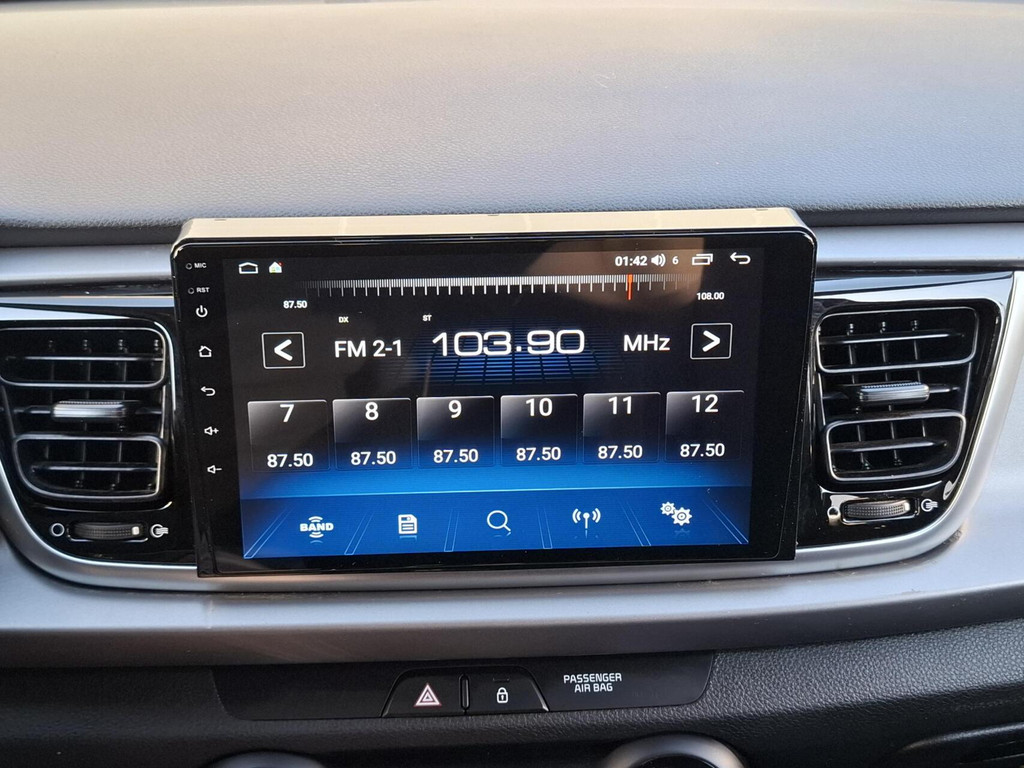 MIC
01:42 6
RST
87.50 108.00
DX ST
FM 2-1 103.90 MHz
7 8 9 10 11 12
87.50 87.50 87.50 87.50 87.50 87.50
BAND
PASSENGER
AIR BAG